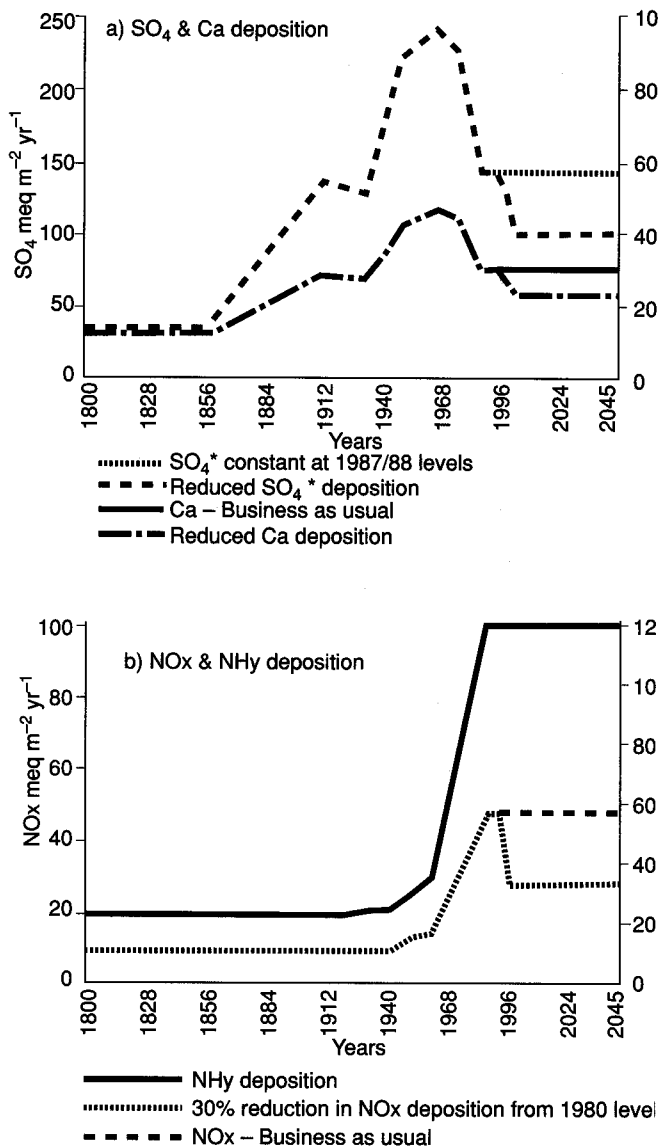 a) SO₄ & Ca deposition
SO₄ meq m⁻² yr⁻¹
250
200
150
100
50
0
10
80
60
40
20
0
1800 1828 1856 1884 1912 1940 1968 1996 2024 2045
Years
SO₄* constant at 1987/88 levels
Reduced SO₄* deposition
Ca – Business as usual
Reduced Ca deposition
b) NOx & NHy deposition
NOx meq m⁻² yr⁻¹
100
80
60
40
20
0
12
10
80
60
40
20
0
1800 1828 1856 1884 1912 1940 1968 1996 2024 2045
Years
NHy deposition
30% reduction in NOx deposition from 1980 level
NOx – Business as usual